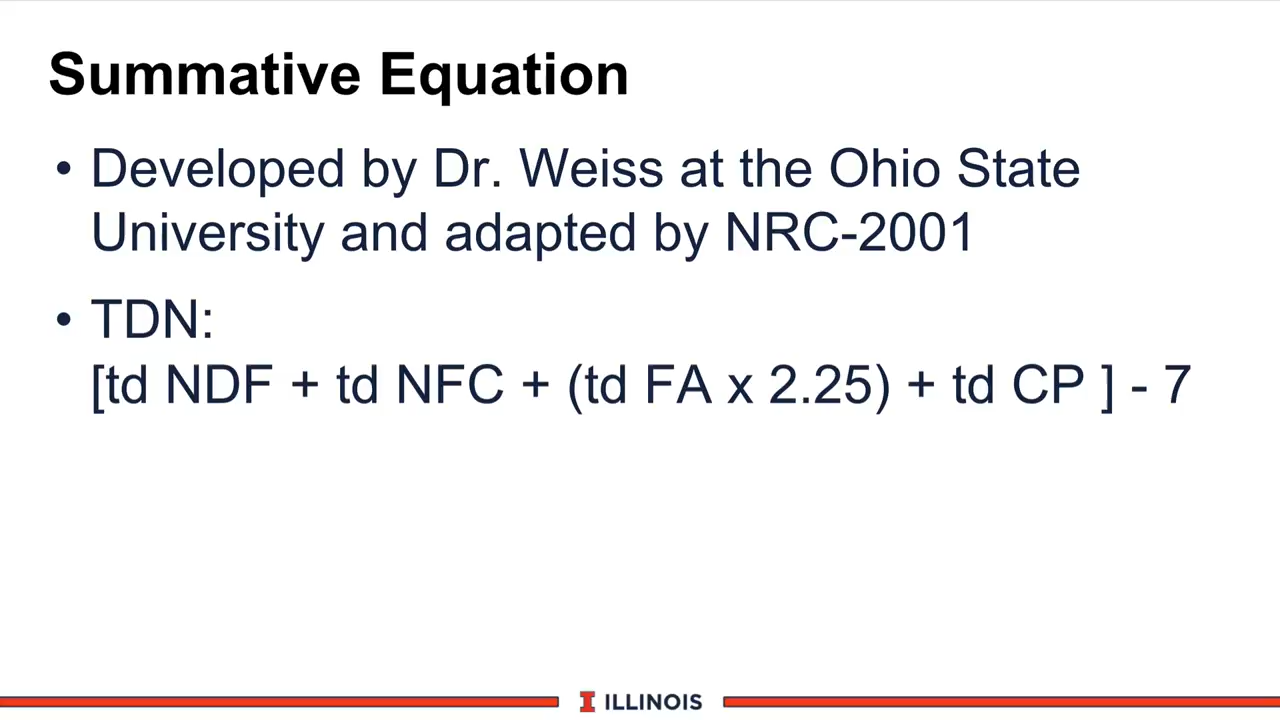 Summative Equation
• Developed by Dr. Weiss at the Ohio State
University and adapted by NRC-2001
• TDN:
[td NDF + td NFC + (td FA x 2.25) + td CP ] - 7
I ILLINOIS